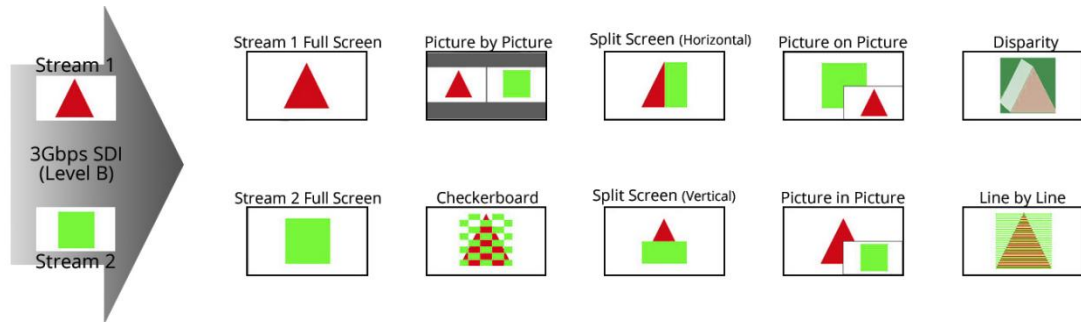 Stream 1
3Gbps SDI
(Level B)
Stream 2
Stream 1 Full Screen
Picture by Picture
Split Screen (Horizontal)
Picture on Picture
Disparity
Stream 2 Full Screen
Checkerboard
Split Screen (Vertical)
Picture in Picture
Line by Line